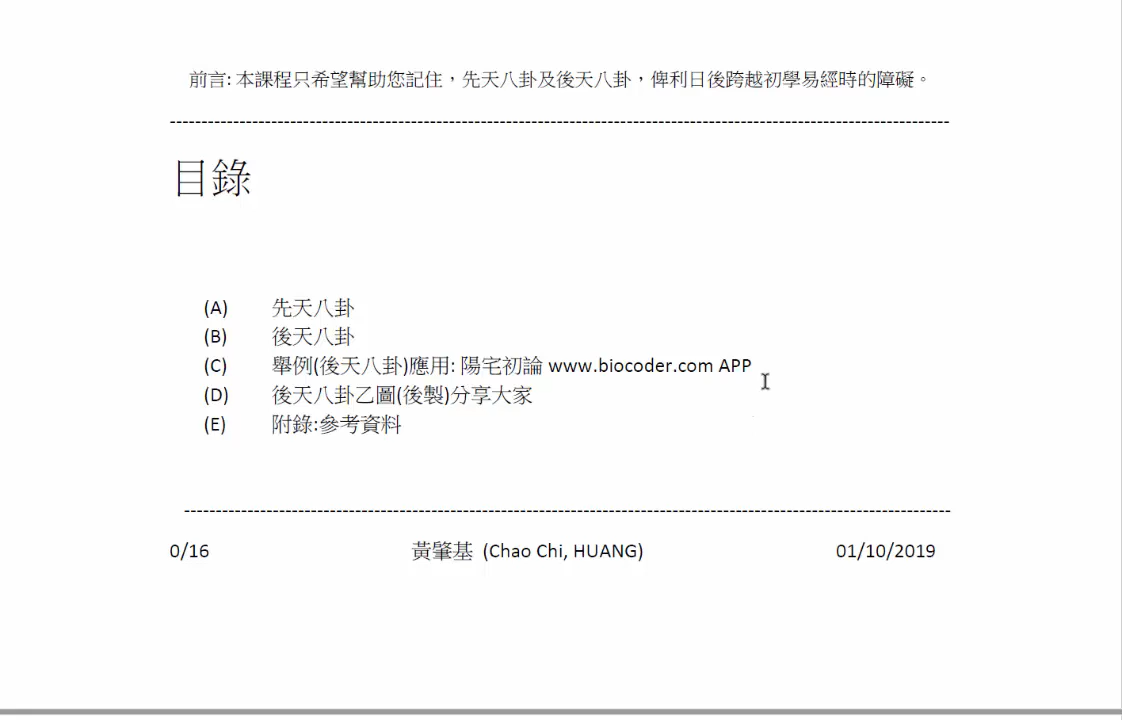 前言: 本課程只希望幫助您記住，先天八卦及後天八卦，俾利日後跨越初學易經時的障礙。
目錄
(A) 先天八卦
(B) 後天八卦
(C) 舉例(後天八卦)應用: 陽宅初論 www.biocoder.com APP
(D) 後天八卦乙圖(後製)分享大家
(E) 附錄:參考資料
0/16 黃肇基 (Chao Chi, HUANG) 01/10/2019